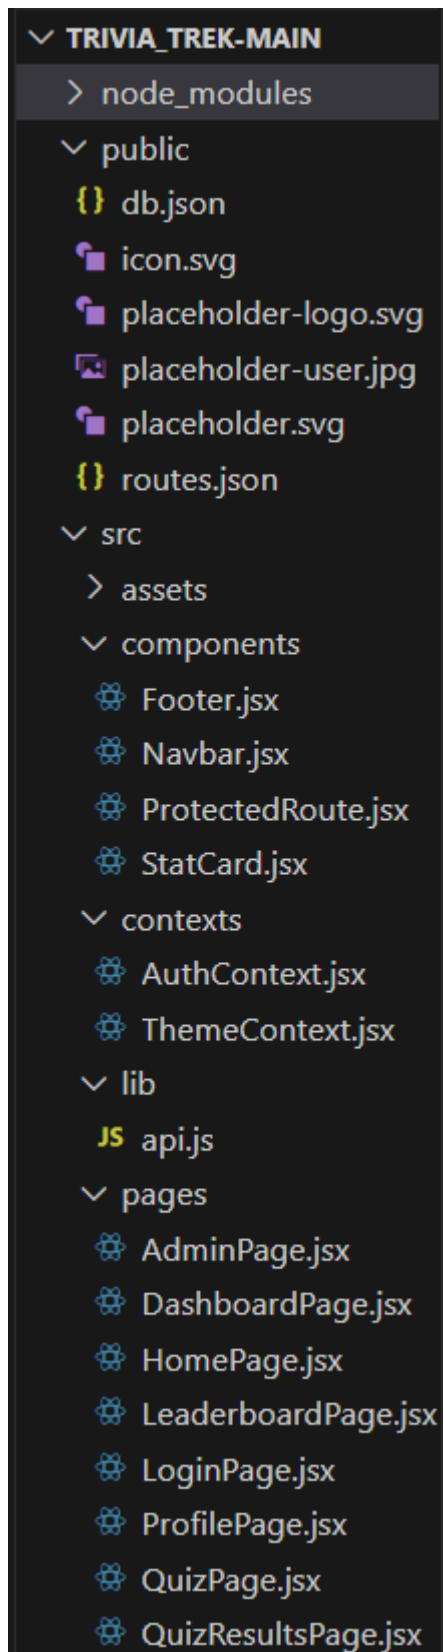 TRIVIA_TREK-MAIN
node_modules
public
{} db.json
icon.svg
placeholder-logo.svg
placeholder-user.jpg
placeholder.svg
{} routes.json
src
assets
components
Footer.jsx
Navbar.jsx
ProtectedRoute.jsx
StatCard.jsx
contexts
AuthContext.jsx
ThemeContext.jsx
lib
JS api.js
pages
AdminPage.jsx
DashboardPage.jsx
HomePage.jsx
LeaderboardPage.jsx
LoginPage.jsx
ProfilePage.jsx
QuizPage.jsx
QuizResultsPage.jsx